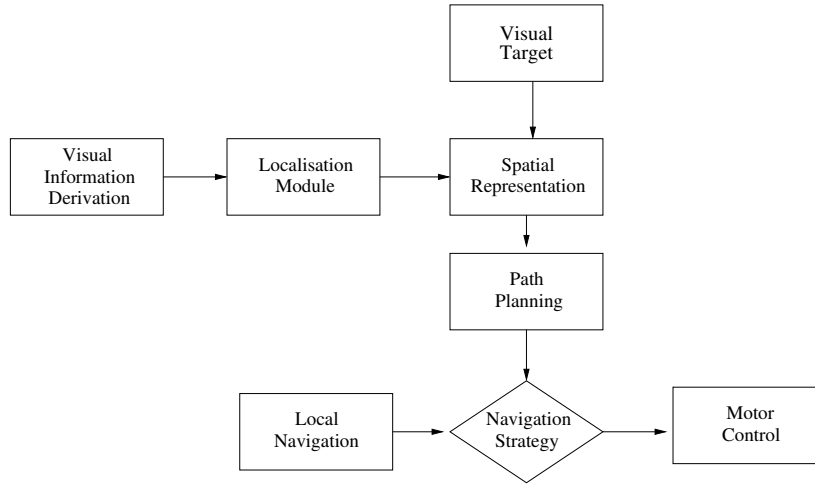 Visual
Target
Visual
Information
Derivation
Localisation
Module
Spatial
Representation
Path
Planning
Local
Navigation
Navigation
Strategy
Motor
Control